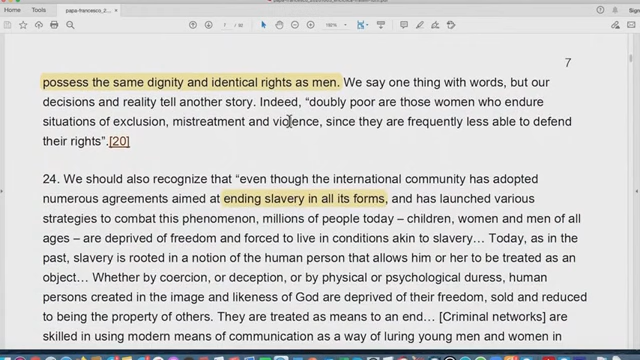 papa-francesco_2...
Home
Tools
7
possess the same dignity and identical rights as men. We say one thing with words, but our
decisions and reality tell another story. Indeed, “doubly poor are those women who endure
situations of exclusion, mistreatment and violence, since they are frequently less able to defend
their rights”.[20]
24. We should also recognize that “even though the international community has adopted
numerous agreements aimed at ending slavery in all its forms, and has launched various
strategies to combat this phenomenon, millions of people today – children, women and men of all
ages – are deprived of freedom and forced to live in conditions akin to slavery… Today, as in the
past, slavery is rooted in a notion of the human person that allows him or her to be treated as an
object… Whether by coercion, or deception, or by physical or psychological duress, human
persons created in the image and likeness of God are deprived of their freedom, sold and reduced
to being the property of others. They are treated as means to an end… [Criminal networks] are
skilled in using modern means of communication as a way of luring young men and women in